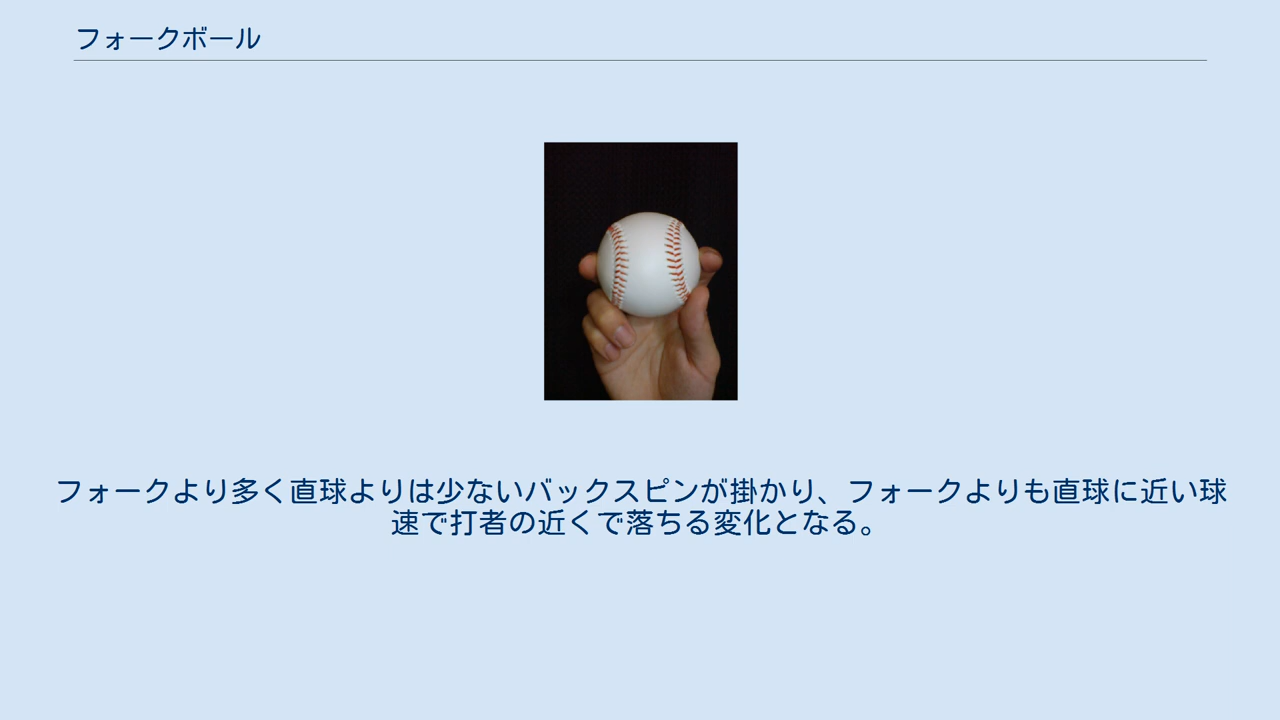 フォークボール
フォークより多く直球よりは少ないバックスピンが掛かり、フォークよりも直球に近い球
速で打者の近くで落ちる変化となる。